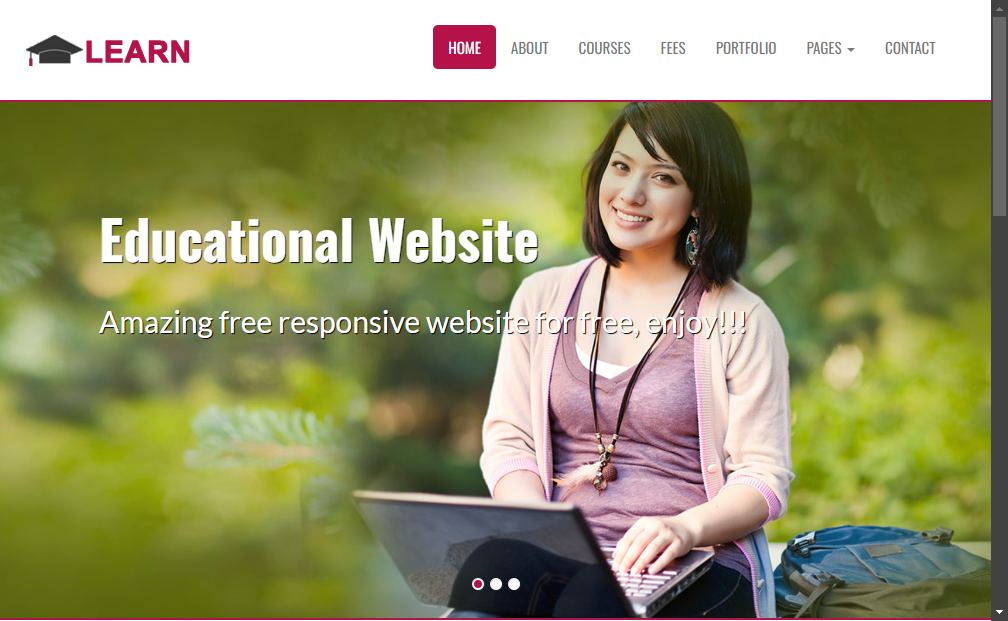 LEARN
HOME ABOUT COURSES FEES PORTFOLIO PAGES CONTACT
Educational Website
Amazing free responsive website for free, enjoy!!!